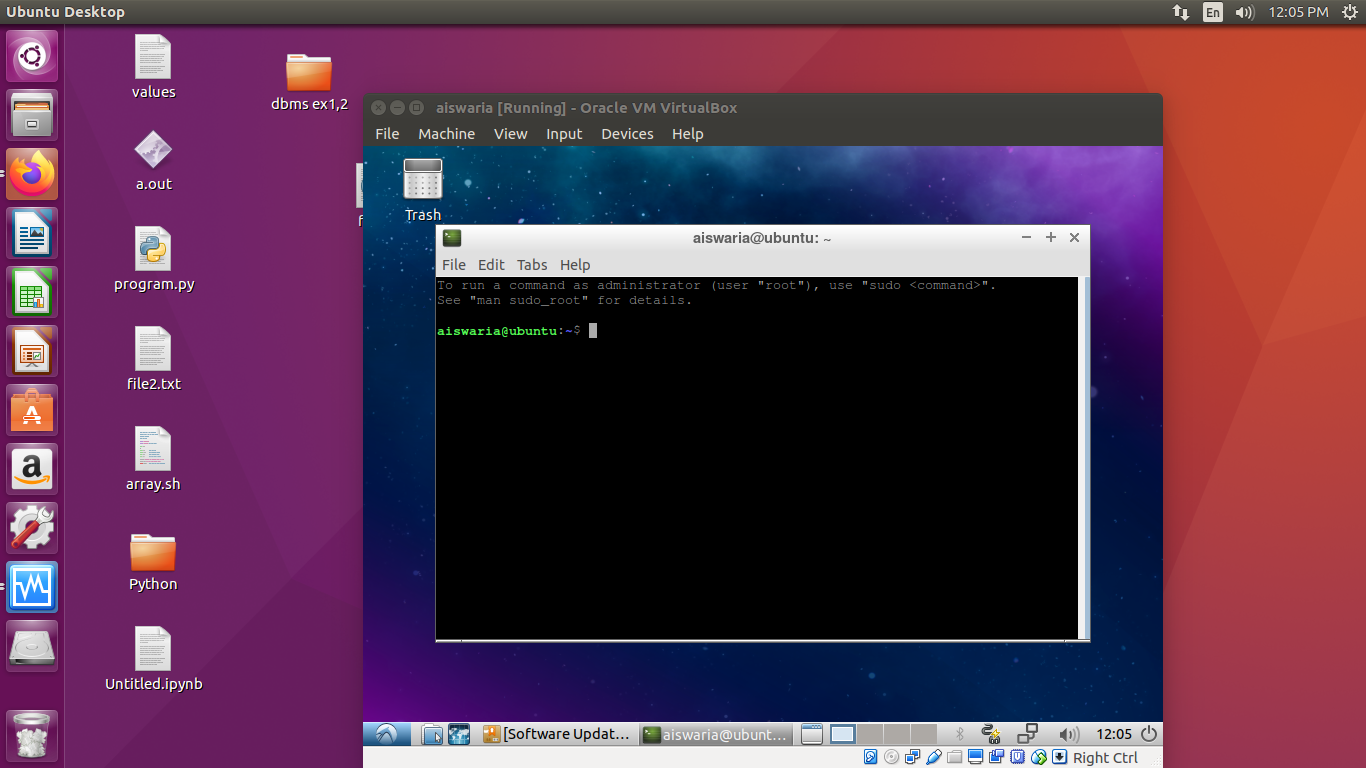 Ubuntu Desktop
En
12:05 PM
values
dbms ex1,2
a.out
program.py
file2.txt
array.sh
Python
Untitled.ipynb
aiswaria [Running] - Oracle VM VirtualBox
File Machine View Input Devices Help
Trash
aiswaria@ubuntu: ~
File Edit Tabs Help
To run a command as administrator (user "root"), use "sudo <command>".
See "man sudo_root" for details.
aiswaria@ubuntu:~$
[Software Updat...
aiswaria@ubunt...
12:05
Right Ctrl